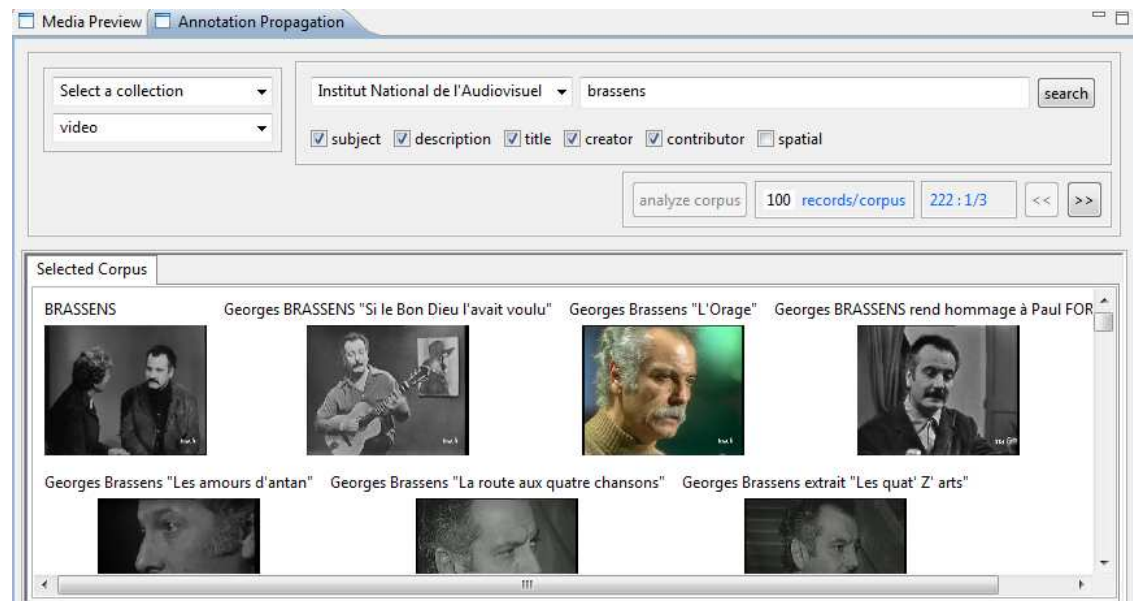 Media Preview
Annotation Propagation
Select a collection
Institut National de l'Audiovisuel
brassens
search
video
subject
description
title
creator
contributor
spatial
analyze corpus
100 records/corpus
222 : 1/3
<<
>>
Selected Corpus
BRASSENS
Georges BRASSENS "Si le Bon Dieu l'avait voulu"
Georges Brassens "L'Orage"
Georges BRASSENS rend hommage à Paul FOR
Georges Brassens "Les amours d'antan"
Georges Brassens "La route aux quatre chansons"
Georges Brassens extrait "Les quat' Z' arts"